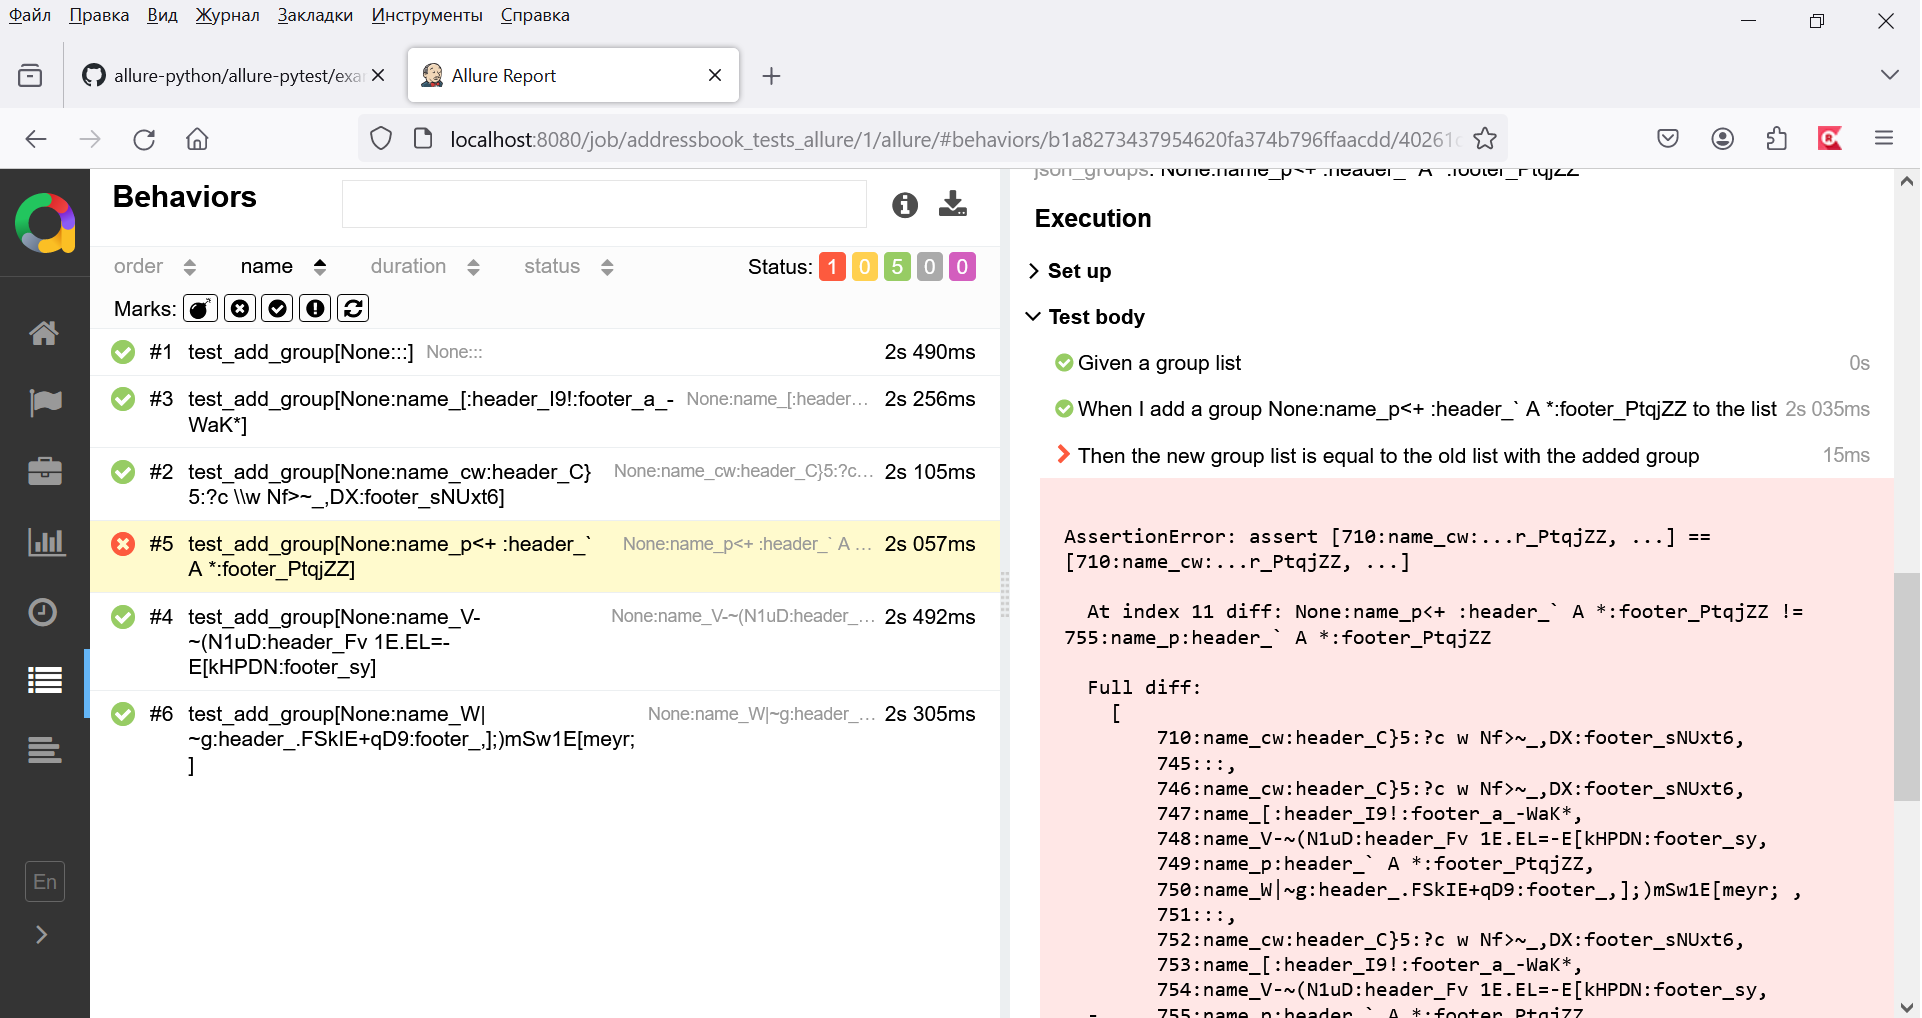 Файл Правка Вид Журнал Закладки Инструменты Справка
allure-python/allure-pytest/exa
Allure Report
localhost:8080/job/addressbook_tests_allure/1/allure/#behaviors/b1a8273437954620fa374b796ffaacdd/40261
Behaviors
order name duration status Status: 1 0 5 0 0
Marks:
#1 test_add_group[None:::] None::: 2s 490ms
#3 test_add_group[None:name_[:header_I9!:footer_a_- None:name_[:header... 2s 256ms
WaK*]
#2 test_add_group[None:name_cw:header_C} None:name_cw:header_C}5:?c... 2s 105ms
5:?c \\w Nf>~_,DX:footer_sNUxt6]
#5 test_add_group[None:name_p<+ :header_` None:name_p<+ :header_` A ... 2s 057ms
A *:footer_PtqjZZ]
#4 test_add_group[None:name_V- None:name_V-~(N1uD:header_... 2s 492ms
~(N1uD:header_Fv 1E.EL=-
E[kHPDN:footer_sy]
#6 test_add_group[None:name_W| None:name_W|~g:header_... 2s 305ms
~g:header_.FSkIE+qD9:footer_,];)mSw1E[meyr;
]
En
json_groups: None:name_p<+ :header_` A *:footer_PtqjZZ
Execution
Set up
Test body
Given a group list 0s
When I add a group None:name_p<+ :header_` A *:footer_PtqjZZ to the list 2s 035ms
Then the new group list is equal to the old list with the added group 15ms
AssertionError: assert [710:name_cw:...r_PtqjZZ, ...] ==
[710:name_cw:...r_PtqjZZ, ...]
At index 11 diff: None:name_p<+ :header_` A *:footer_PtqjZZ !=
755:name_p:header_` A *:footer_PtqjZZ
Full diff:
[
710:name_cw:header_C}5:?c w Nf>~_,DX:footer_sNUxt6,
745:::,
746:name_cw:header_C}5:?c w Nf>~_,DX:footer_sNUxt6,
747:name_[:header_I9!:footer_a_-WaK*,
748:name_V-~(N1uD:header_Fv 1E.EL=-E[kHPDN:footer_sy,
749:name_p:header_` A *:footer_PtqjZZ,
750:name_W|~g:header_.FSkIE+qD9:footer_,];)mSw1E[meyr; ,
751:::,
752:name_cw:header_C}5:?c w Nf>~_,DX:footer_sNUxt6,
753:name_[:header_I9!:footer_a_-WaK*,
754:name_V-~(N1uD:header_Fv 1E.EL=-E[kHPDN:footer_sy,
- 755:name_p:header_` A *:footer_PtqjZZ